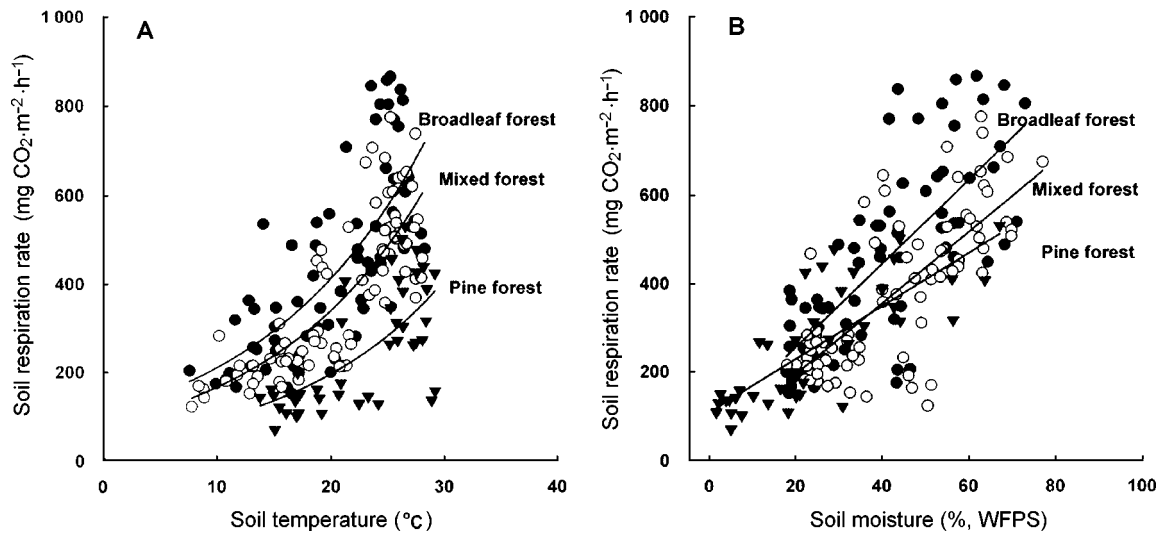 A
Soil respiration rate (mg CO₂·m⁻²·h⁻¹)
1 000
800
600
400
200
0
Broadleaf forest
Mixed forest
Pine forest
0 10 20 30 40
Soil temperature (℃)
B
Soil respiration rate (mg CO₂·m⁻²·h⁻¹)
1 000
800
600
400
200
0
Broadleaf forest
Mixed forest
Pine forest
0 20 40 60 80 100
Soil moisture (%, WFPS)